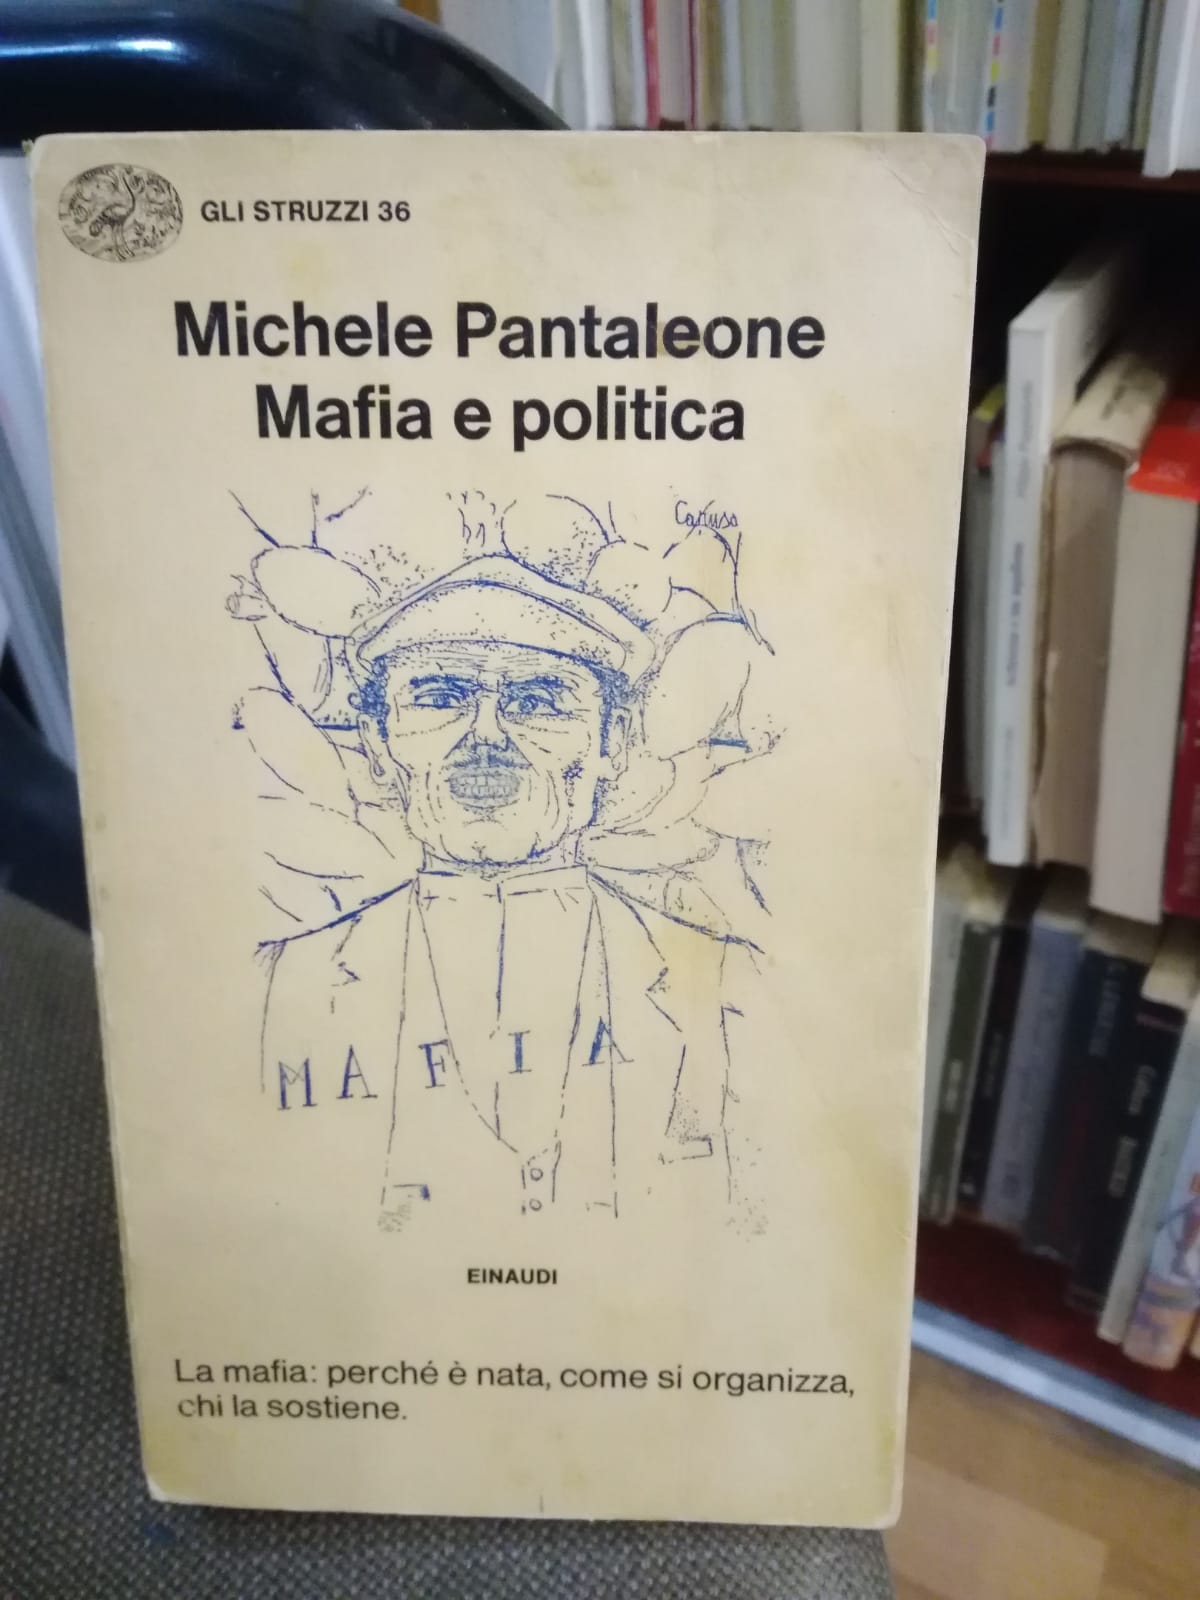 GLI STRUZZI 36
Michele Pantaleone
Mafia e politica
Caruso
MAFIA
EINAUDI
La mafia: perché è nata, come si organizza,
chi la sostiene.